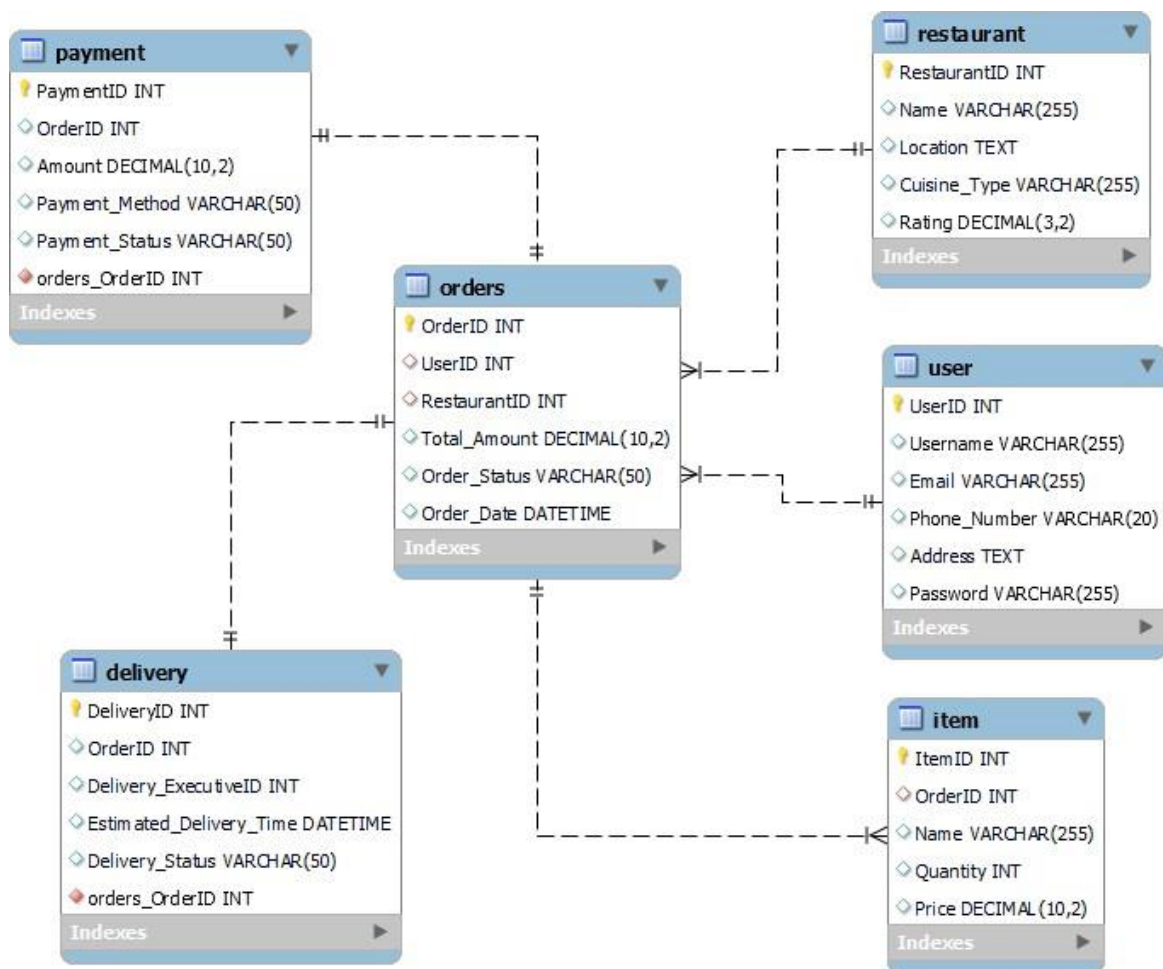 payment
PaymentID INT
OrderID INT
Amount DECIMAL(10,2)
Payment_Method VARCHAR(50)
Payment_Status VARCHAR(50)
orders_OrderID INT
Indexes
restaurant
RestaurantID INT
Name VARCHAR(255)
Location TEXT
Cuisine_Type VARCHAR(255)
Rating DECIMAL(3,2)
Indexes
orders
OrderID INT
UserID INT
RestaurantID INT
Total_Amount DECIMAL(10,2)
Order_Status VARCHAR(50)
Order_Date DATETIME
Indexes
user
UserID INT
Username VARCHAR(255)
Email VARCHAR(255)
Phone_Number VARCHAR(20)
Address TEXT
Password VARCHAR(255)
Indexes
delivery
DeliveryID INT
OrderID INT
Delivery_ExecutiveID INT
Estimated_Delivery_Time DATETIME
Delivery_Status VARCHAR(50)
orders_OrderID INT
Indexes
item
ItemID INT
OrderID INT
Name VARCHAR(255)
Quantity INT
Price DECIMAL(10,2)
Indexes